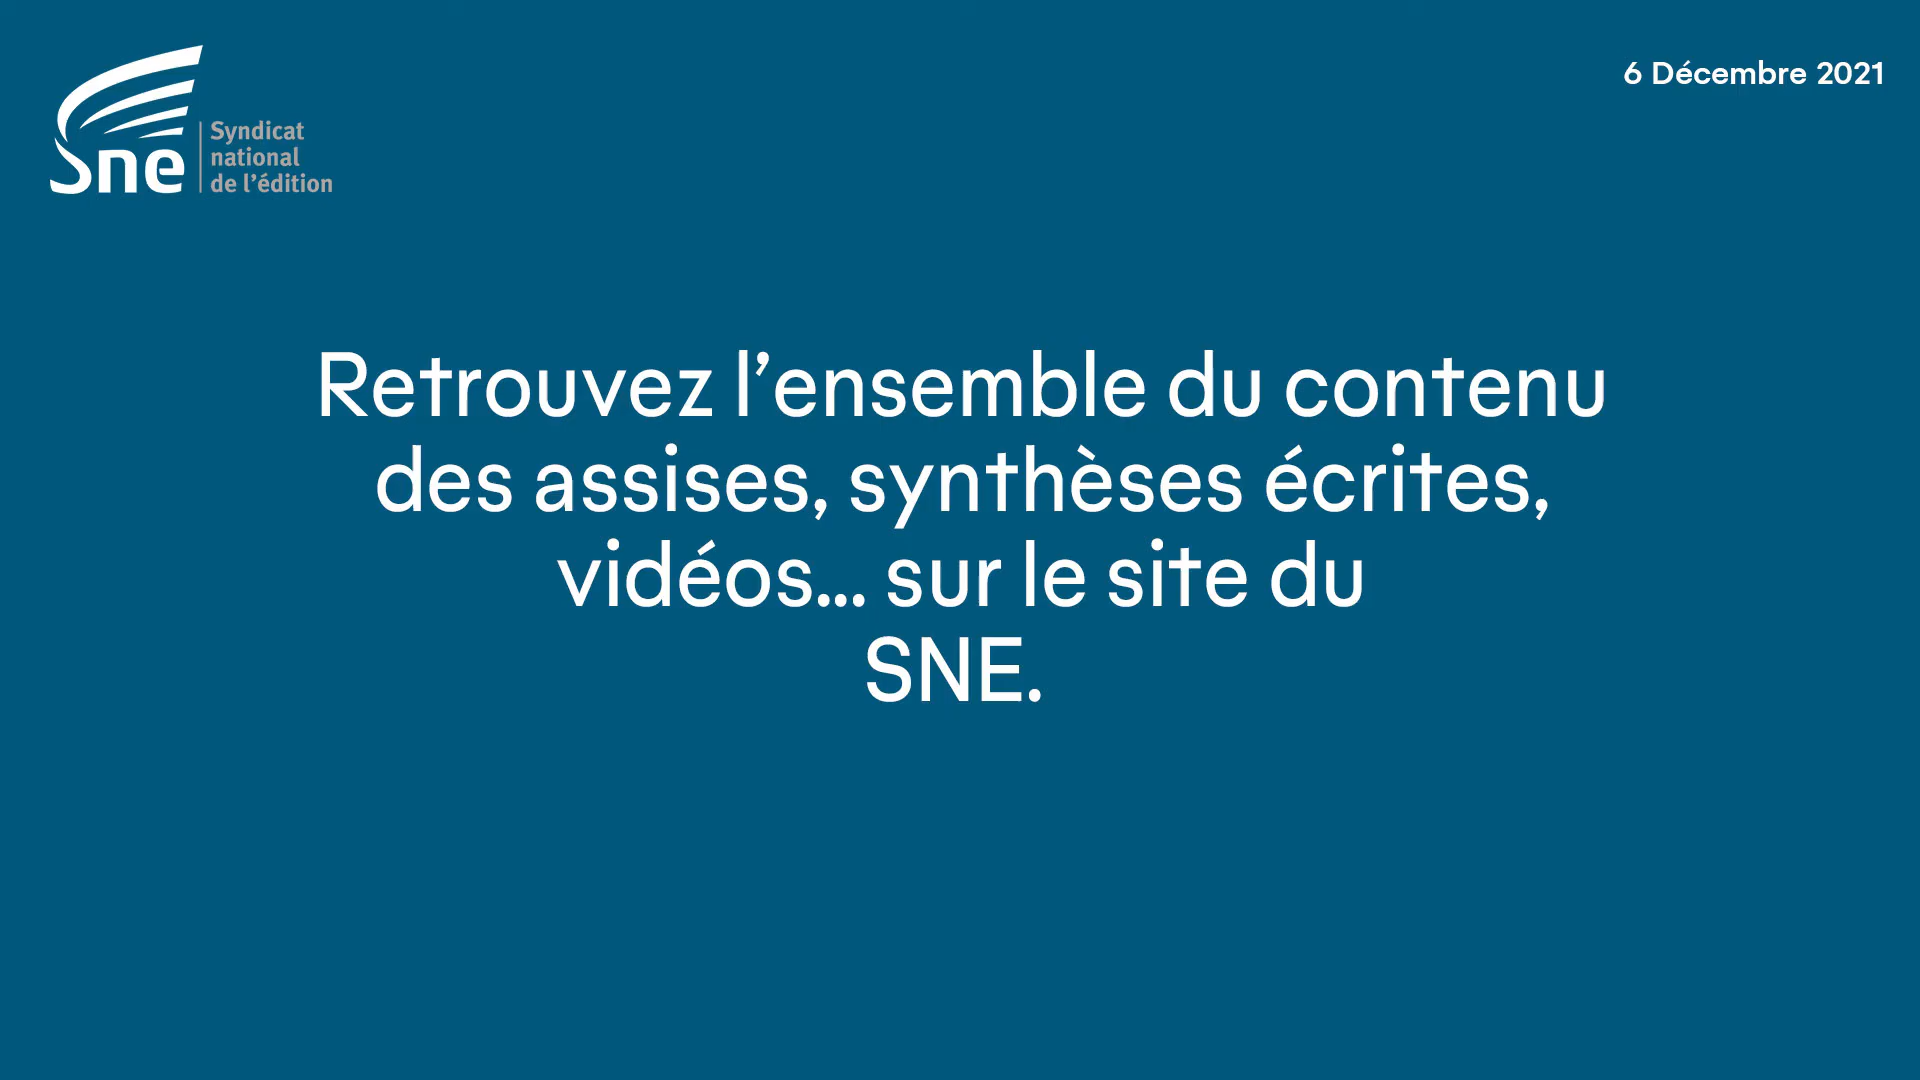 Sne
Syndicat
national
de l’édition
6 Décembre 2021
Retrouvez l’ensemble du contenu
des assises, synthèses écrites,
vidéos... sur le site du
SNE.